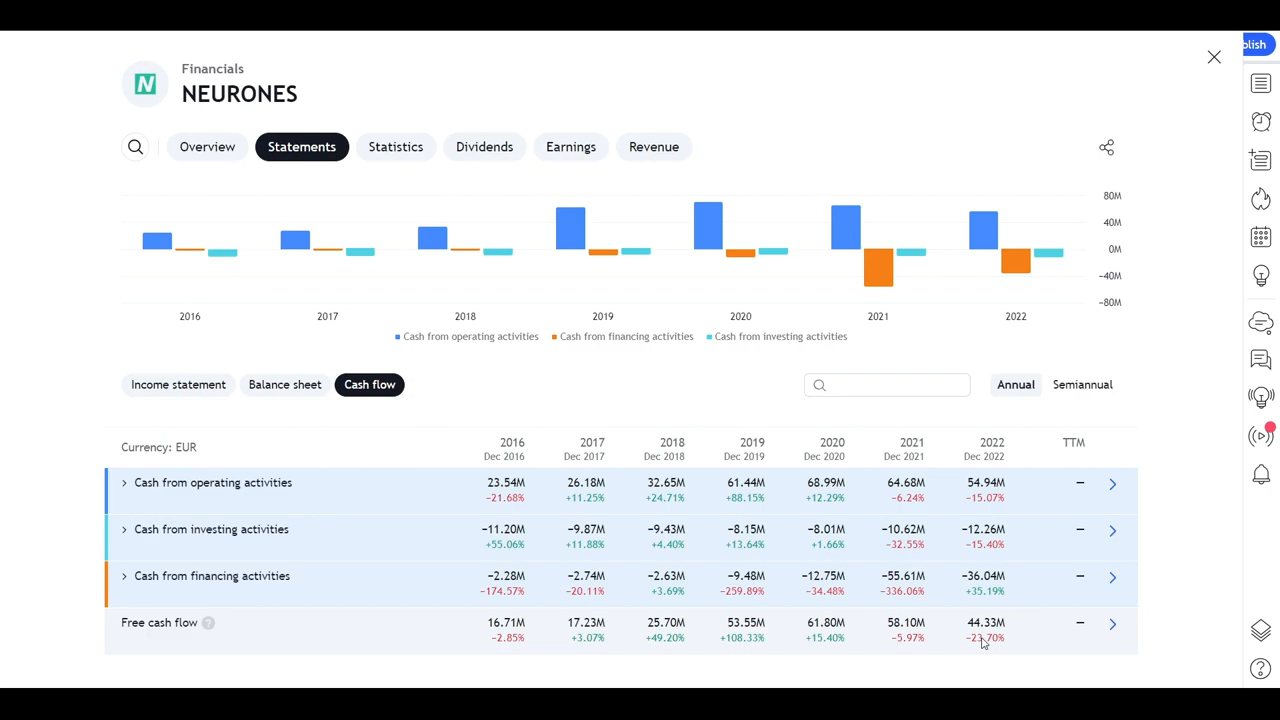 blish
Financials
N
NEURONES
Overview Statements Statistics Dividends Earnings Revenue
80M
40M
0M
−40M
−80M
2016 2017 2018 2019 2020 2021 2022
Cash from operating activities Cash from financing activities Cash from investing activities
Income statement Balance sheet Cash flow Annual Semiannual
Currency: EUR 2016 2017 2018 2019 2020 2021 2022 TTM
Dec 2016 Dec 2017 Dec 2018 Dec 2019 Dec 2020 Dec 2021 Dec 2022
Cash from operating activities 23.54M 26.18M 32.65M 61.44M 68.99M 64.68M 54.94M —
−21.68% +11.25% +24.71% +88.15% +12.29% −6.24% −15.07%
Cash from investing activities −11.20M −9.87M −9.43M −8.15M −8.01M −10.62M −12.26M —
+55.06% +11.88% +4.40% +13.64% +1.66% −32.55% −15.40%
Cash from financing activities −2.28M −2.74M −2.63M −9.48M −12.75M −55.61M −36.04M —
−174.57% −20.11% +3.69% −259.89% −34.48% −336.06% +35.19%
Free cash flow ? 16.71M 17.23M 25.70M 53.55M 61.80M 58.10M 44.33M —
−2.85% +3.07% +49.20% +108.33% +15.40% −5.97% −23.70%